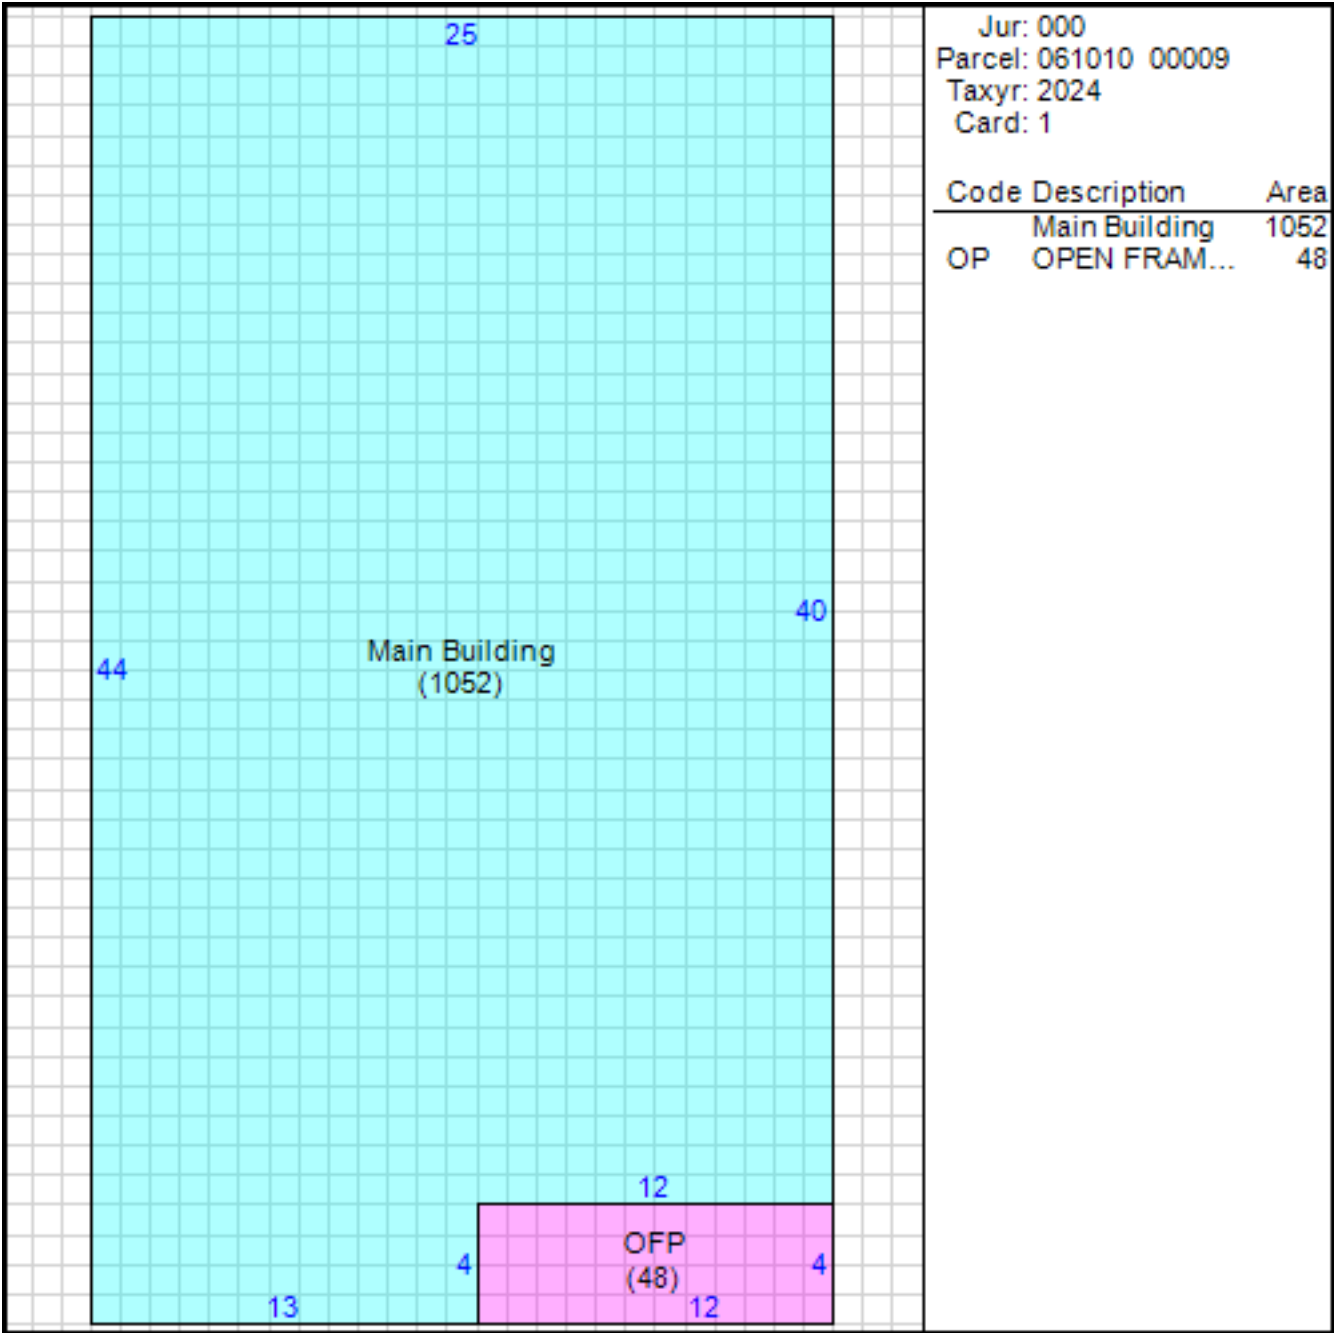 25
44
40
Main Building
(1052)
12
4
OFP
(48)
4
13
12
Jur: 000
Parcel: 061010 00009
Taxyr: 2024
Card: 1
Code Description Area
Main Building 1052
OP OPEN FRAM... 48